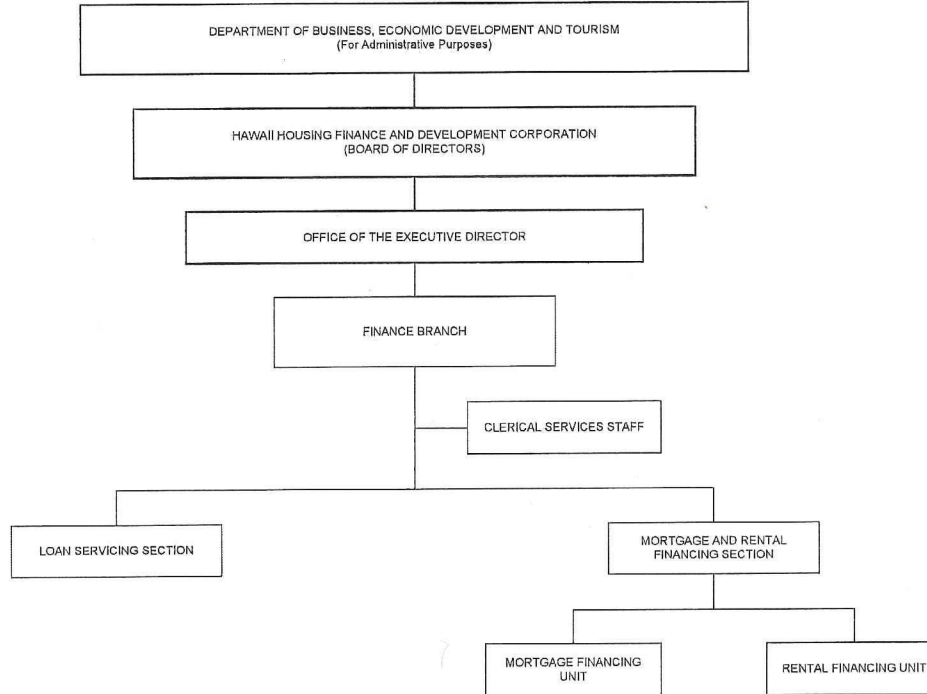 DEPARTMENT OF BUSINESS, ECONOMIC DEVELOPMENT AND TOURISM
(For Administrative Purposes)
HAWAII HOUSING FINANCE AND DEVELOPMENT CORPORATION
(BOARD OF DIRECTORS)
OFFICE OF THE EXECUTIVE DIRECTOR
FINANCE BRANCH
CLERICAL SERVICES STAFF
LOAN SERVICING SECTION
MORTGAGE AND RENTAL
FINANCING SECTION
MORTGAGE FINANCING
UNIT
RENTAL FINANCING UNIT